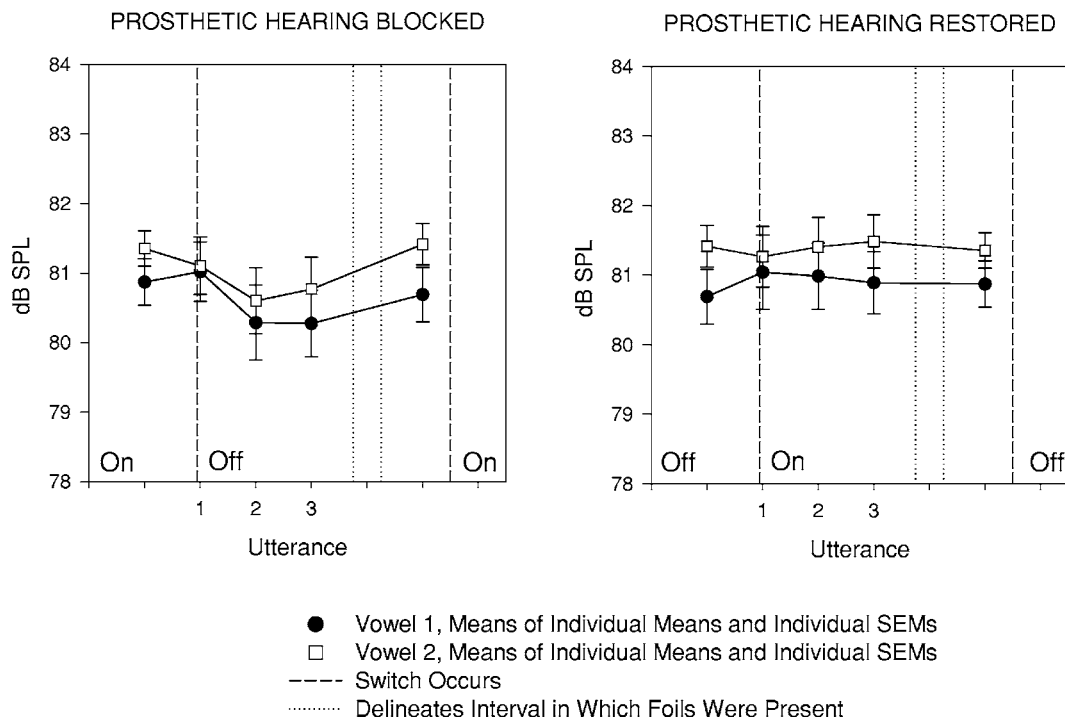 PROSTHETIC HEARING BLOCKED
84
83
82
81
80
79
78
dB SPL
On
Off
On
1 2 3
Utterance
PROSTHETIC HEARING RESTORED
84
83
82
81
80
79
78
dB SPL
Off
On
Off
1 2 3
Utterance
Vowel 1, Means of Individual Means and Individual SEMs
Vowel 2, Means of Individual Means and Individual SEMs
Switch Occurs
Delineates Interval in Which Foils Were Present